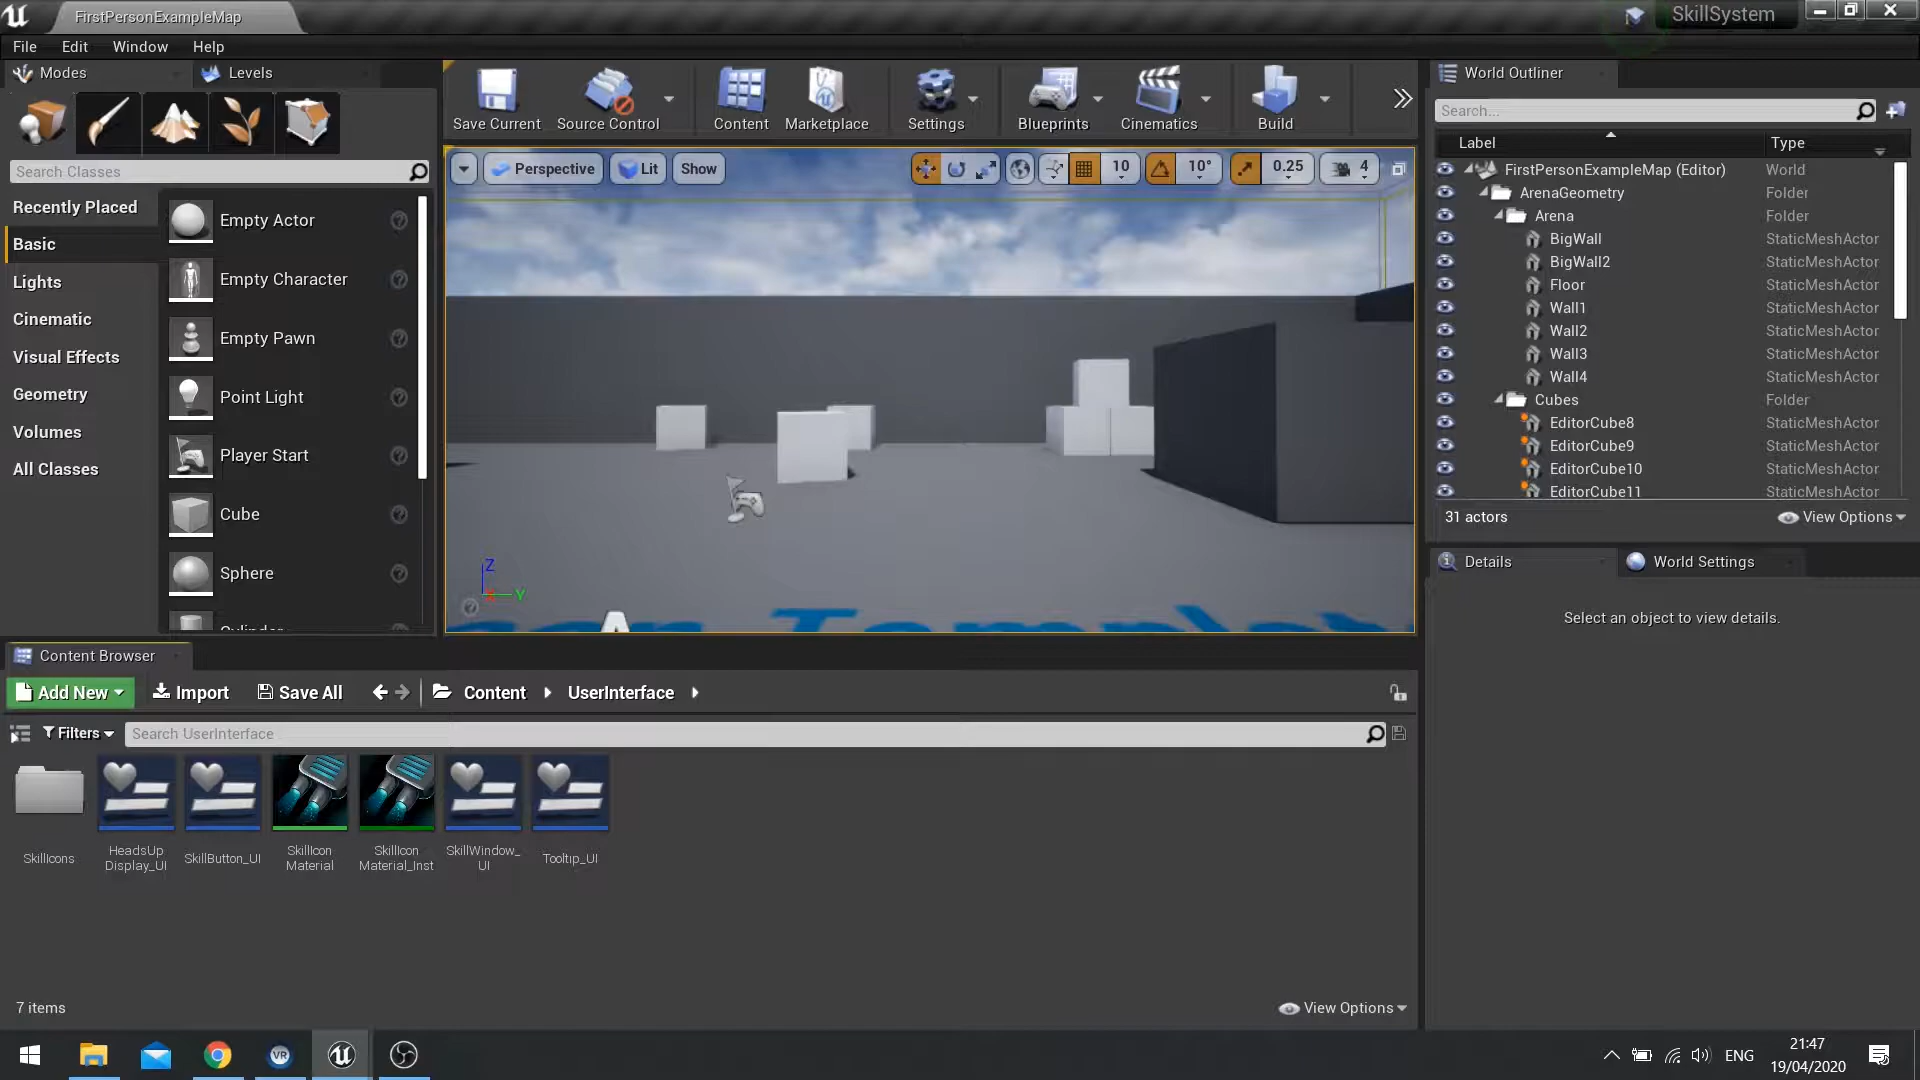 FirstPersonExampleMap
SkillSystem
File Edit Window Help
Modes
Levels
Search Classes
Recently Placed
Basic
Lights
Cinematic
Visual Effects
Geometry
Volumes
All Classes
Empty Actor
Empty Character
Empty Pawn
Point Light
Player Start
Cube
Sphere
Cylinder
Save Current
Source Control
Content
Marketplace
Settings
Blueprints
Cinematics
Build
Perspective
Lit
Show
10
10°
0.25
4
Z
Y
World Outliner
Search...
Label Type
FirstPersonExampleMap (Editor) World
ArenaGeometry Folder
Arena Folder
BigWall StaticMeshActor
BigWall2 StaticMeshActor
Floor StaticMeshActor
Wall1 StaticMeshActor
Wall2 StaticMeshActor
Wall3 StaticMeshActor
Wall4 StaticMeshActor
Cubes Folder
EditorCube8 StaticMeshActor
EditorCube9 StaticMeshActor
EditorCube10 StaticMeshActor
EditorCube11 StaticMeshActor
31 actors
View Options
Details
World Settings
Select an object to view details.
Content Browser
Add New
Import
Save All
Content
UserInterface
Filters
Search UserInterface
SkillIcons
HeadsUp
Display_UI
SkillButton_UI
SkillIcon
Material
SkillIcon
Material_Inst
SkillWindow_
UI
Tooltip_UI
7 items
View Options
VR
ENG
21:47
19/04/2020